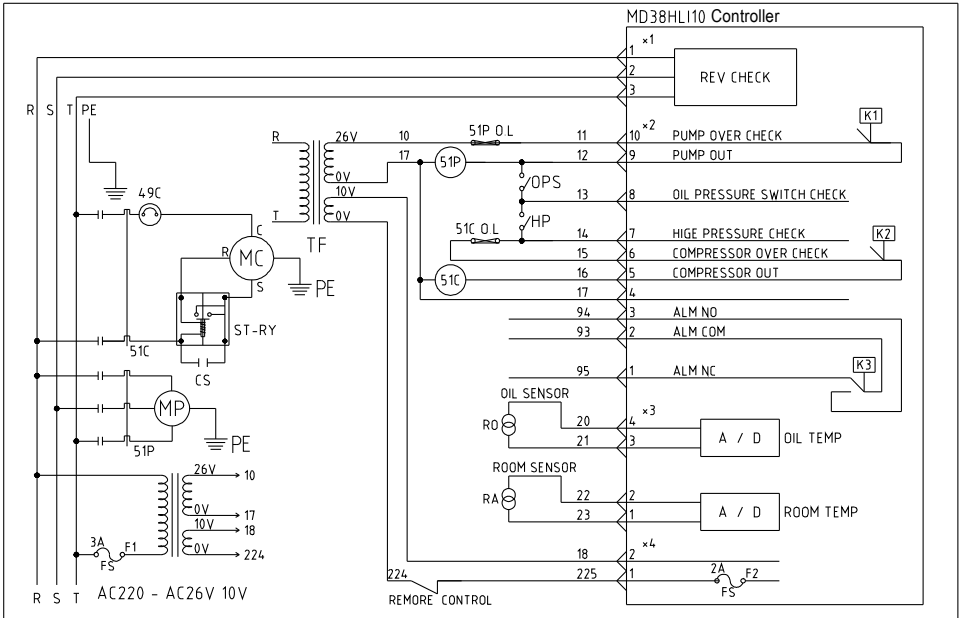 MD38HLI10 Controller
×1
1
2
3
REV CHECK
R S T PE
R
26V
10
51P O.L
11
×2
10
PUMP OVER CHECK
K1
0V
17
51P
12
9
PUMP OUT
10V
OPS
13
8
OIL PRESSURE SWITCH CHECK
T
0V
TF
HP
49C
C
51C O.L
14
7
HIGE PRESSURE CHECK
K2
R
MC
15
6
COMPRESSOR OVER CHECK
S
PE
51C
16
5
COMPRESSOR OUT
17
4
ST-RY
94
3
ALM NO
93
2
ALM COM
51C
CS
95
1
ALM NC
K3
MP
PE
51P
OIL SENSOR
×3
RO
20
4
21
3
A / D
OIL TEMP
ROOM SENSOR
RA
22
2
23
1
A / D
ROOM TEMP
26V
10
0V
17
10V
18
0V
224
3A
F1
FS
18
×4
2
224
225
1
2A
F2
FS
REMORE CONTROL
R S T
AC220 - AC26V 10V